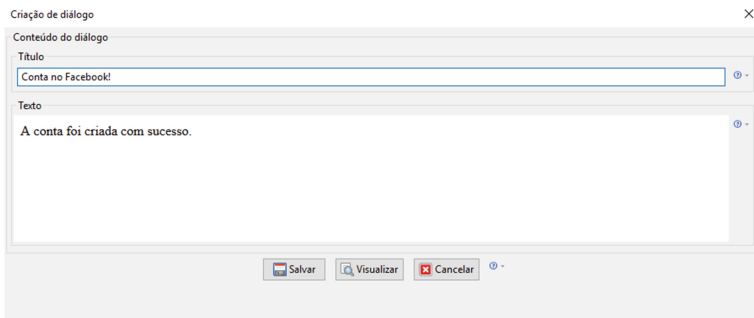 Criação de diálogo
Conteúdo do diálogo
Título
Conta no Facebook!
Texto
A conta foi criada com sucesso.
Salvar Visualizar Cancelar